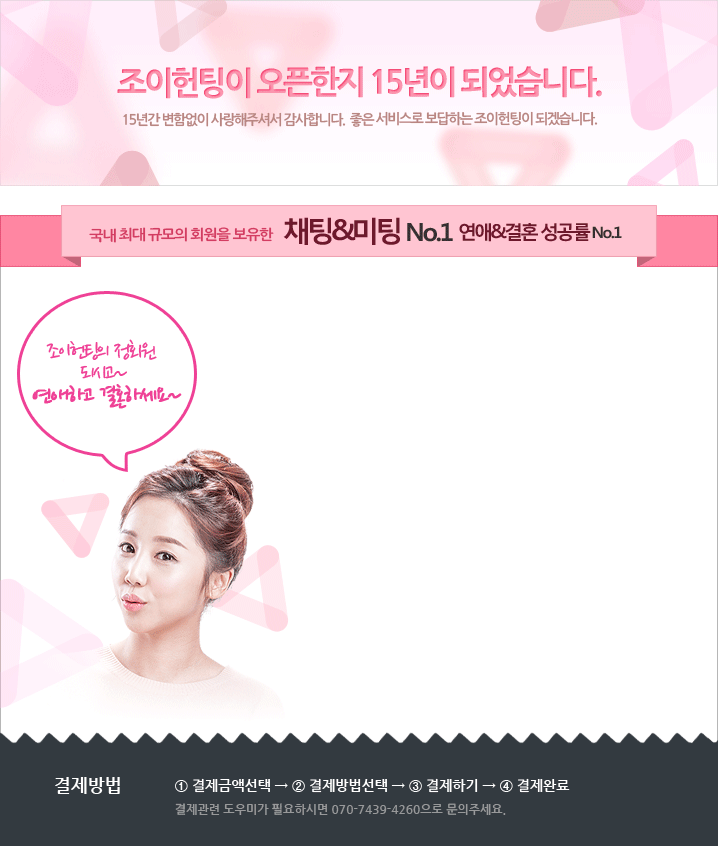 조이헌팅이 오픈한지 15년이 되었습니다.
15년간 변함없이 사랑해주셔서 감사합니다. 좋은 서비스로 보답하는 조이헌팅이 되겠습니다.
국내 최대 규모의 회원을 보유한 채팅&미팅 No.1 연애&결혼 성공률 No.1
조이헌팅의 정회원
되시고~
연애하고 결혼하세요~
결제방법
① 결제금액선택 → ② 결제방법선택 → ③ 결제하기 → ④ 결제완료
결제관련 도우미가 필요하시면 070-7439-4260으로 문의주세요.